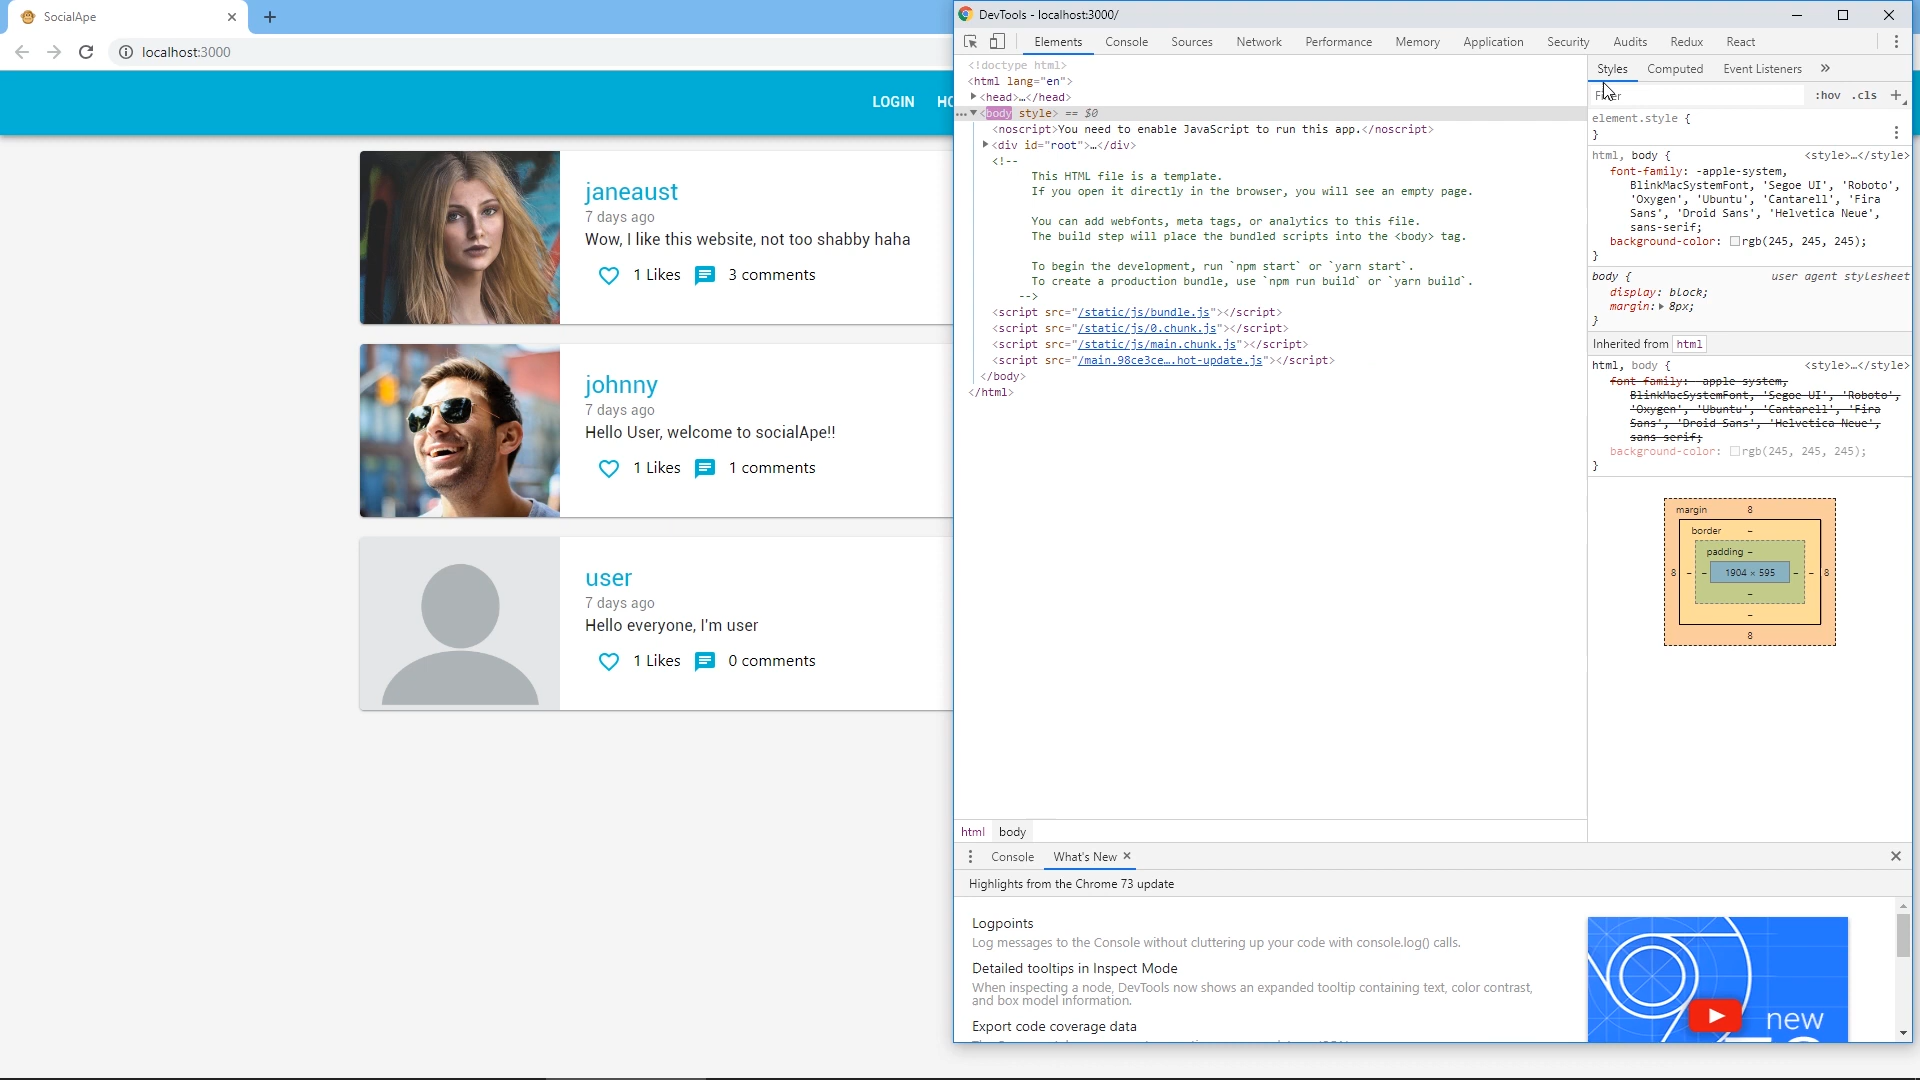 SocialApe
localhost:3000
LOGIN
janeaust
7 days ago
Wow, I like this website, not too shabby haha
1 Likes 3 comments
johnny
7 days ago
Hello User, welcome to socialApe!!
1 Likes 1 comments
user
7 days ago
Hello everyone, I'm user
1 Likes 0 comments
DevTools - localhost:3000/
Elements Console Sources Network Performance Memory Application Security Audits Redux React
<!doctype html>
<html lang="en">
<head>…</head>
<body style> == $0
<noscript>You need to enable JavaScript to run this app.</noscript>
<div id="root">…</div>
<!--
This HTML file is a template.
If you open it directly in the browser, you will see an empty page.
You can add webfonts, meta tags, or analytics to this file.
The build step will place the bundled scripts into the <body> tag.
To begin the development, run `npm start` or `yarn start`.
To create a production bundle, use `npm run build` or `yarn build`.
-->
<script src="/static/js/bundle.js"></script>
<script src="/static/js/0.chunk.js"></script>
<script src="/static/js/main.chunk.js"></script>
<script src="/main.98ce3ce….hot-update.js"></script>
</body>
</html>
html body
Styles Computed Event Listeners »
:hov .cls +
element.style {
}
html, body { <style>…</style>
font-family: -apple-system,
BlinkMacSystemFont, 'Segoe UI', 'Roboto',
'Oxygen', 'Ubuntu', 'Cantarell', 'Fira
Sans', 'Droid Sans', 'Helvetica Neue',
sans-serif;
background-color: rgb(245, 245, 245);
}
body { user agent stylesheet
display: block;
margin: 8px;
}
Inherited from html
html, body { <style>…</style>
font-family: -apple-system,
BlinkMacSystemFont, 'Segoe UI', 'Roboto',
'Oxygen', 'Ubuntu', 'Cantarell', 'Fira
Sans', 'Droid Sans', 'Helvetica Neue',
sans-serif;
background-color: rgb(245, 245, 245);
}
margin 8
border -
padding -
8 - - 1904 × 595 - - 8
-
-
8
Console What's New
Highlights from the Chrome 73 update
Logpoints
Log messages to the Console without cluttering up your code with console.log() calls.
Detailed tooltips in Inspect Mode
When inspecting a node, DevTools now shows an expanded tooltip containing text, color contrast,
and box model information.
Export code coverage data
new